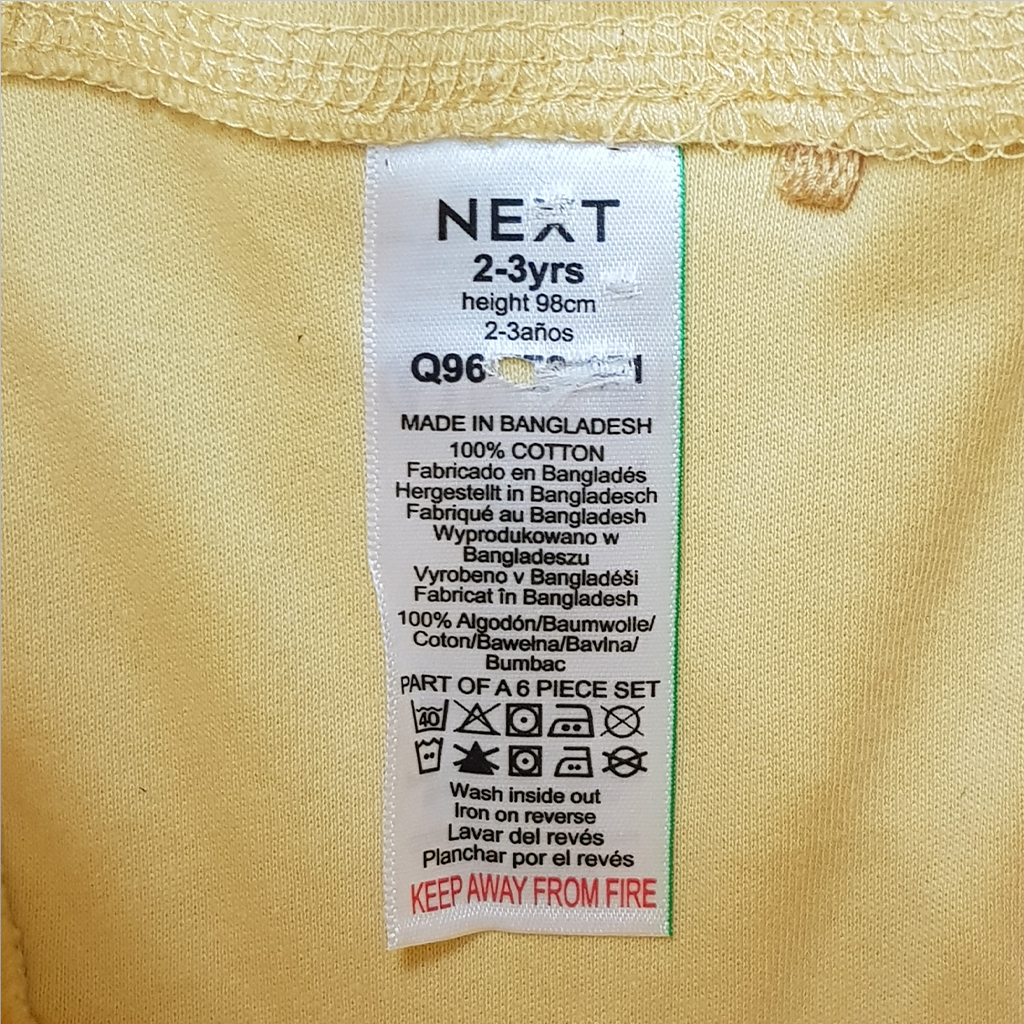 NEXT
2-3yrs
height 98cm
2-3años
MADE IN BANGLADESH
100% COTTON
Fabricado en Bangladés
Hergestellt in Bangladesch
Fabriqué au Bangladesh
Wyprodukowano w
Bangladeszu
Vyrobeno v Bangladéši
Fabricat în Bangladesh
100% Algodón/Baumwolle/
Coton/Bawełna/Bavlna/
Bumbac
PART OF A 6 PIECE SET
40
Wash inside out
Iron on reverse
Lavar del revés
Planchar por el revés
KEEP AWAY FROM FIRE